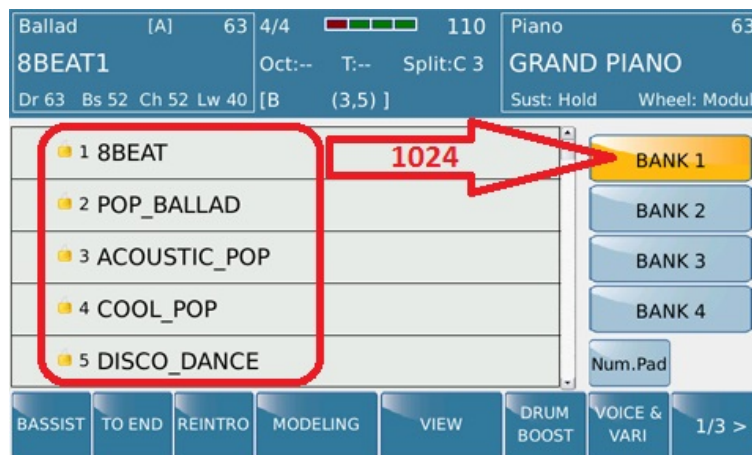 Ballad [A] 63
8BEAT1
Dr 63 Bs 52 Ch 52 Lw 40
4/4 110
Oct:-- T:-- Split:C 3
[B (3,5) ]
Piano 63
GRAND PIANO
Sust: Hold Wheel: Modul
1 8BEAT
2 POP_BALLAD
3 ACOUSTIC_POP
4 COOL_POP
5 DISCO_DANCE
1024
BANK 1
BANK 2
BANK 3
BANK 4
Num.Pad
BASSIST
TO END
REINTRO
MODELING
VIEW
DRUM
BOOST
VOICE &
VARI
1/3 >